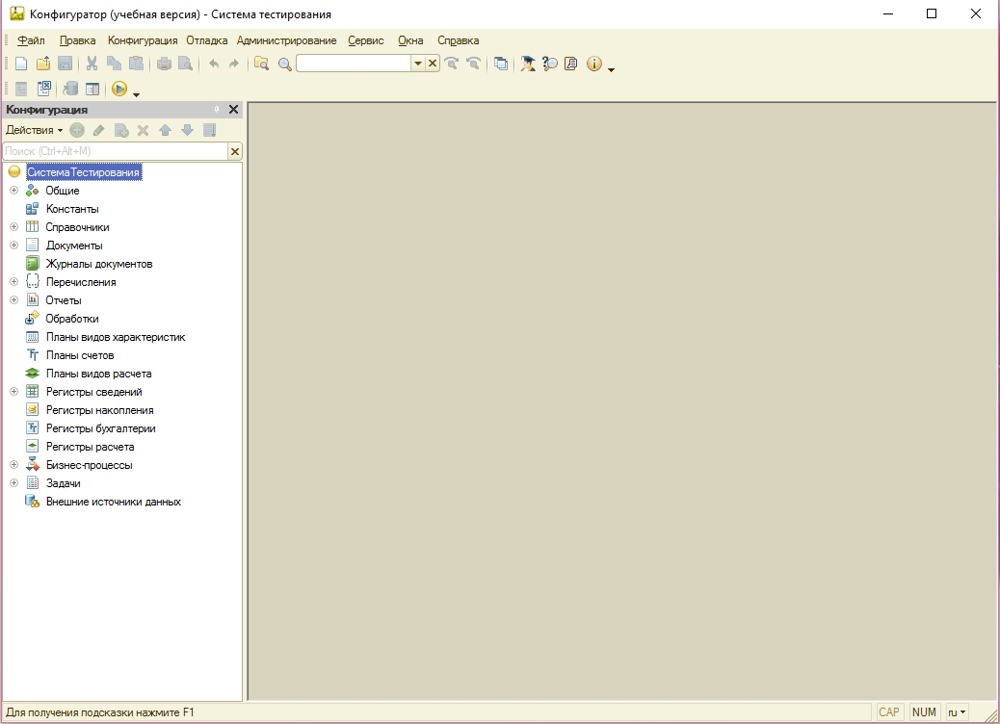 Конфигуратор (учебная версия) - Система тестирования
Файл Правка Конфигурация Отладка Администрирование Сервис Окна Справка
Конфигурация
Действия
Поиск (Ctrl+Alt+M)
СистемаТестирования
Общие
Константы
Справочники
Документы
Журналы документов
Перечисления
Отчеты
Обработки
Планы видов характеристик
Планы счетов
Планы видов расчета
Регистры сведений
Регистры накопления
Регистры бухгалтерии
Регистры расчета
Бизнес-процессы
Задачи
Внешние источники данных
Для получения подсказки нажмите F1 CAP NUM ru